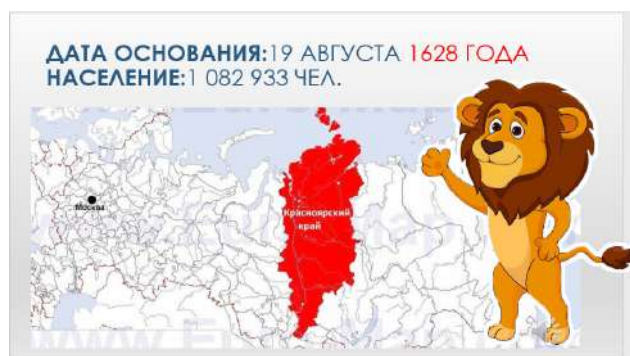 ДАТА ОСНОВАНИЯ:19 АВГУСТА 1628 ГОДА
НАСЕЛЕНИЕ:1 082 933 ЧЕЛ.
Москва
Красноярский
край